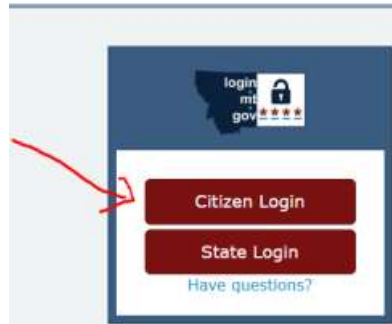 login
mt
gov
Citizen Login
State Login
Have questions?